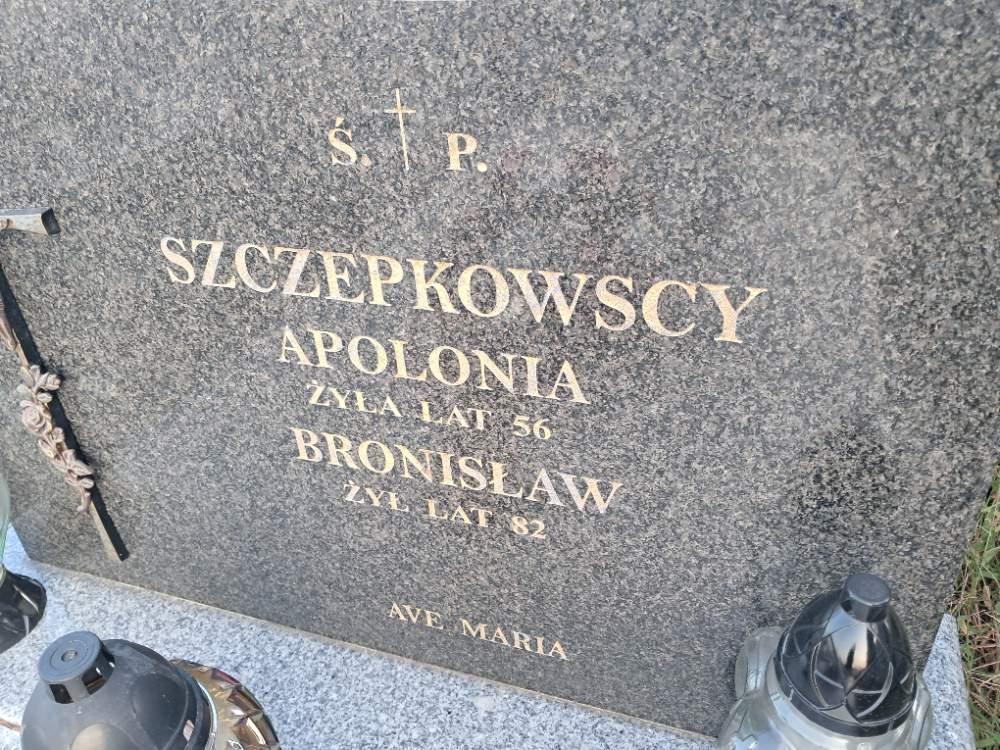 Ś. P.
SZCZEPKOWSCY
APOLONIA
ŻYŁA LAT 56
BRONISŁAW
ŻYŁ LAT 82
AVE MARIA